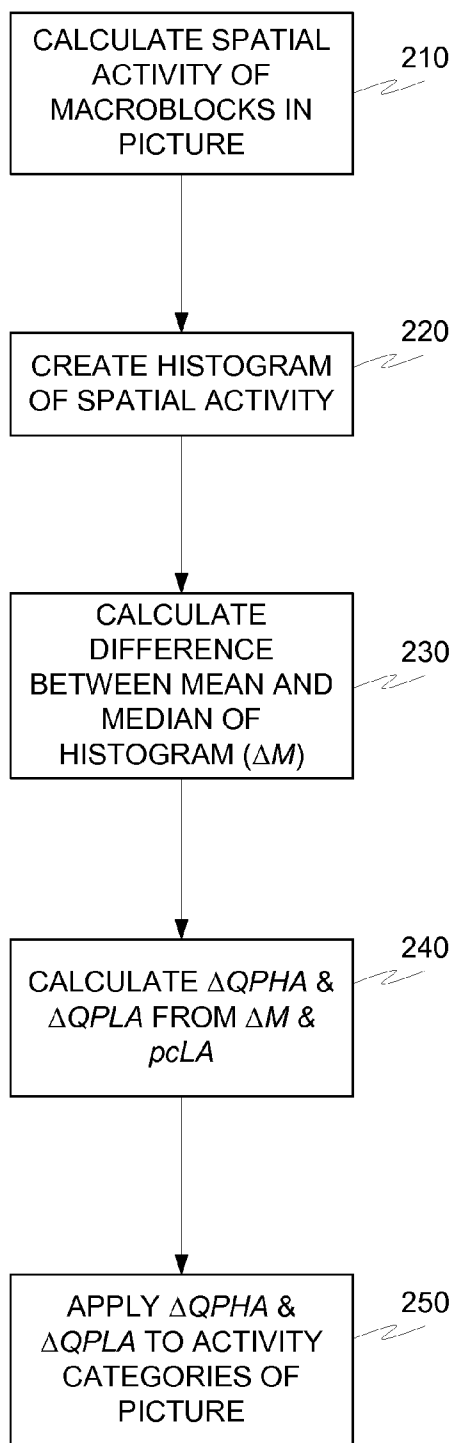 CALCULATE SPATIAL
ACTIVITY OF
MACROBLOCKS IN
PICTURE
210
CREATE HISTOGRAM
OF SPATIAL ACTIVITY
220
CALCULATE
DIFFERENCE
BETWEEN MEAN AND
MEDIAN OF
HISTOGRAM (ΔM)
230
CALCULATE ΔQPHA &
ΔQPLA FROM ΔM &
pcLA
240
APPLY ΔQPHA &
ΔQPLA TO ACTIVITY
CATEGORIES OF
PICTURE
250